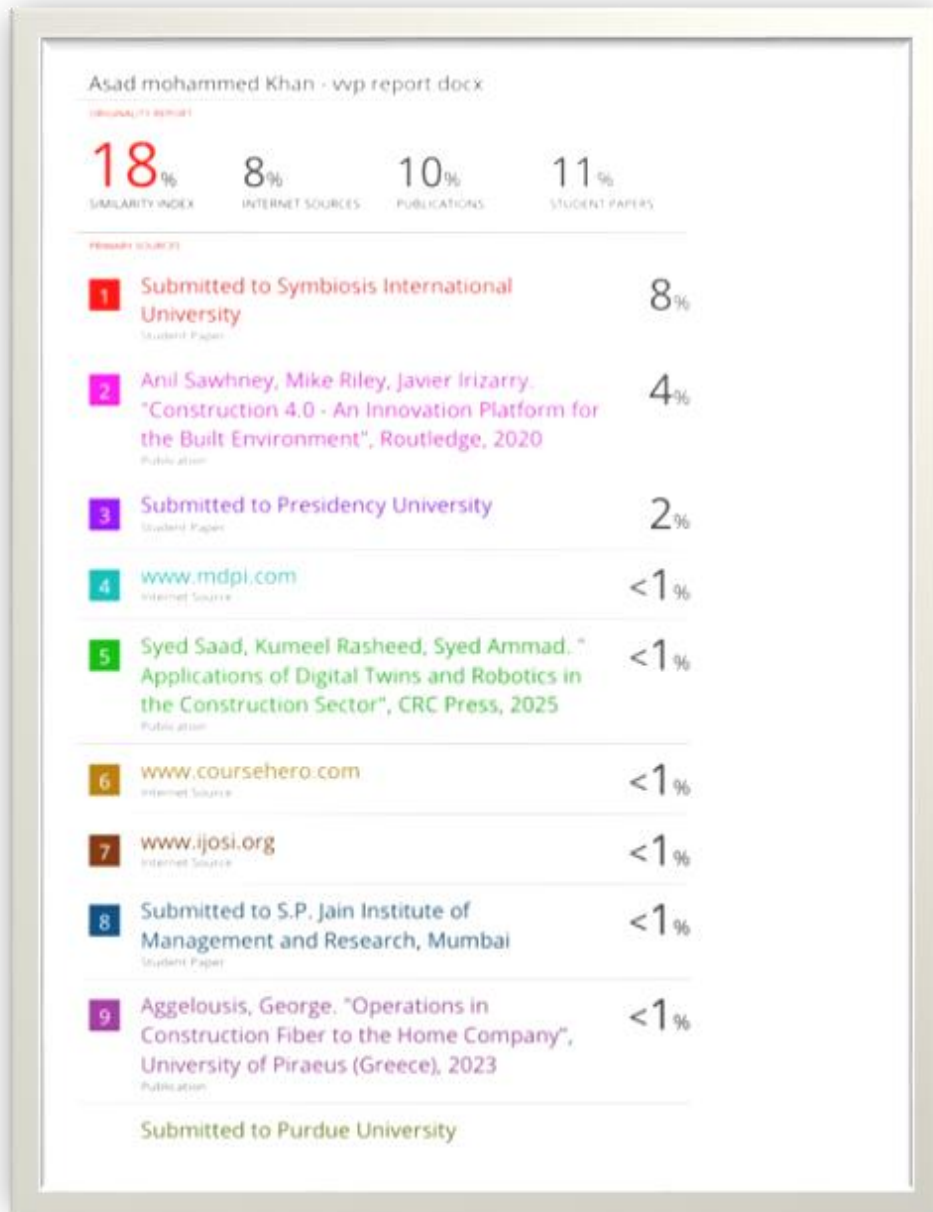 Asad mohammed Khan - vvp report docx
ORIGINALITY REPORT
18%
SIMILARITY INDEX
8%
INTERNET SOURCES
10%
PUBLICATIONS
11%
STUDENT PAPERS
PRIMARY SOURCES
1
Submitted to Symbiosis International
University
Student Paper
8%
2
Anil Sawhney, Mike Riley, Javier Irizarry.
"Construction 4.0 - An Innovation Platform for
the Built Environment", Routledge, 2020
Publication
4%
3
Submitted to Presidency University
Student Paper
2%
4
www.mdpi.com
Internet Source
<1%
5
Syed Saad, Kumeel Rasheed, Syed Ammad. "
Applications of Digital Twins and Robotics in
the Construction Sector", CRC Press, 2025
Publication
<1%
6
www.coursehero.com
Internet Source
<1%
7
www.ijosi.org
Internet Source
<1%
8
Submitted to S.P. Jain Institute of
Management and Research, Mumbai
Student Paper
<1%
9
Aggelousis, George. "Operations in
Construction Fiber to the Home Company",
University of Piraeus (Greece), 2023
Publication
<1%
Submitted to Purdue University